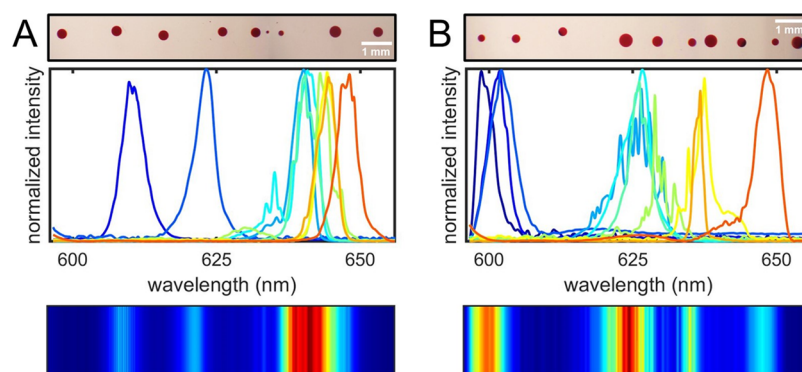 A
1 mm
normalized intensity
600
625
650
wavelength (nm)
B
1 mm
normalized intensity
600
625
650
wavelength (nm)